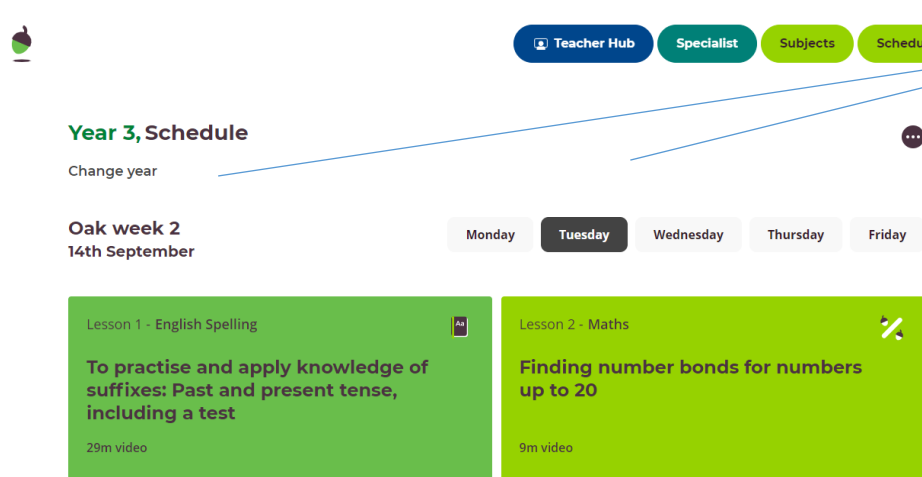 Teacher Hub
Specialist
Subjects
Schedu
Year 3, Schedule
Change year
Oak week 2
14th September
Monday
Tuesday
Wednesday
Thursday
Friday
Lesson 1 - English Spelling
Aa
To practise and apply knowledge of
suffixes: Past and present tense,
including a test
29m video
Lesson 2 - Maths
Finding number bonds for numbers
up to 20
9m video